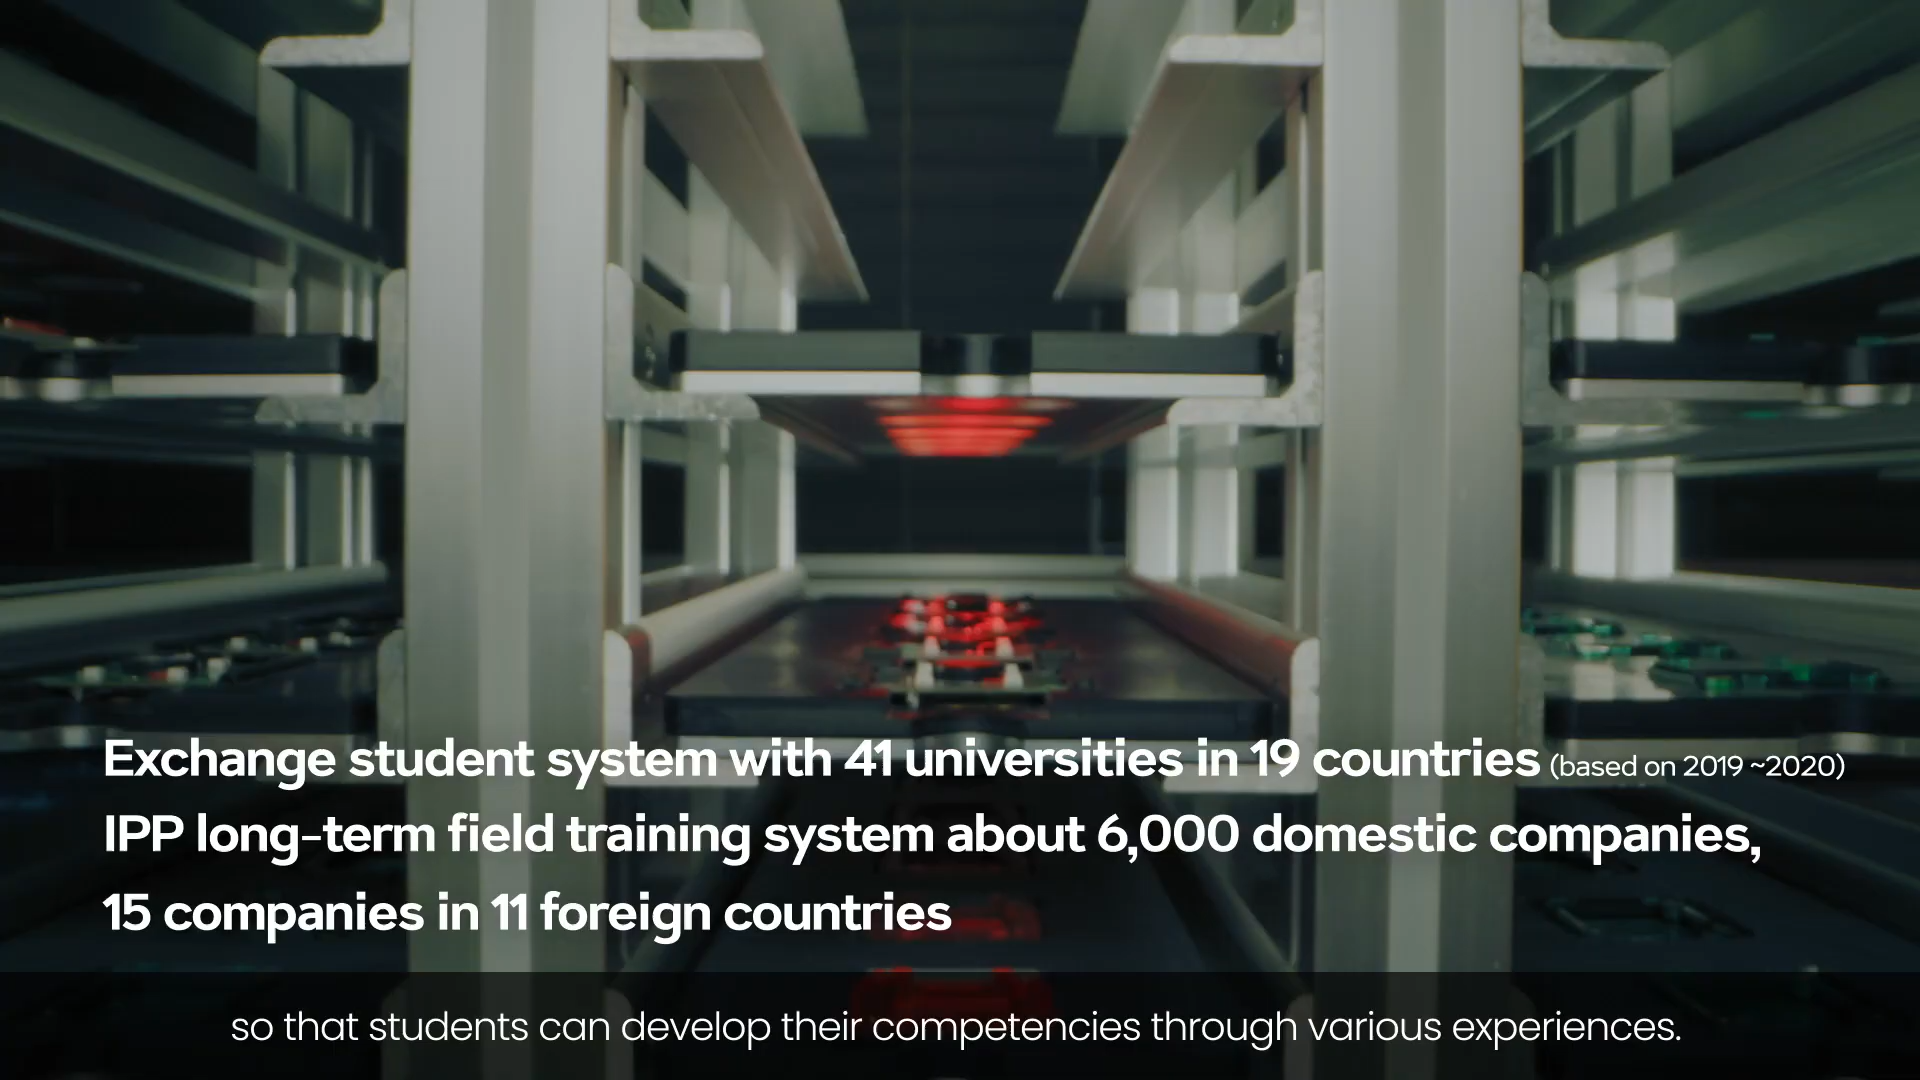 Exchange student system with 41 universities in 19 countries (based on 2019 ~2020)
IPP long-term field training system about 6,000 domestic companies,
15 companies in 11 foreign countries
so that students can develop their competencies through various experiences.